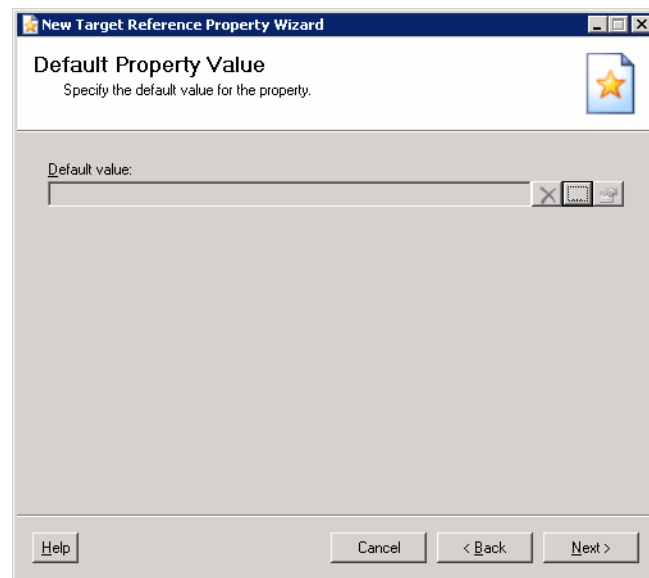 New Target Reference Property Wizard
Default Property Value
Specify the default value for the property.
Default value:
...
Help
Cancel
< Back
Next >